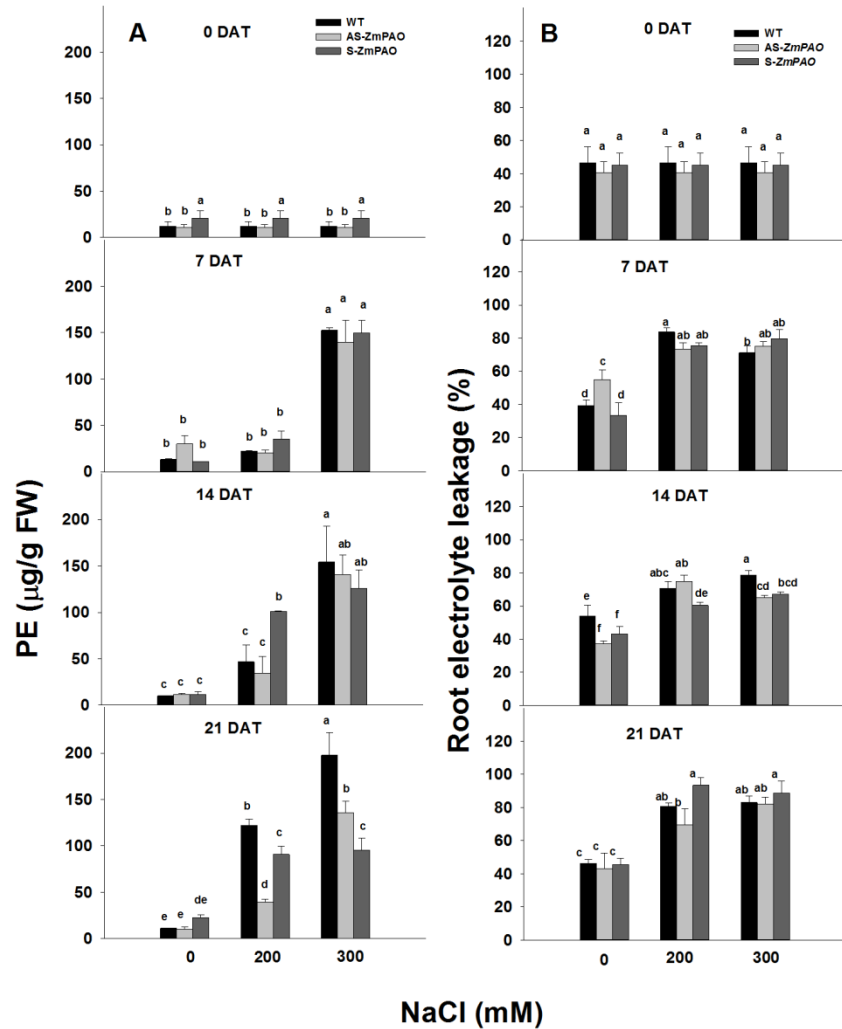 A
0 DAT
WT
AS-ZmPAO
S-ZmPAO
200
150
100
50
0
b b a b b a b b a
7 DAT
200
150
100
50
0
b b b b b b a a a
14 DAT
200
150
100
50
0
c c c c c b a ab ab
21 DAT
200
150
100
50
0
e e de b d c a b c
0 200 300
PE (µg/g FW)
B
0 DAT
WT
AS-ZmPAO
S-ZmPAO
120
100
80
60
40
20
0
a a a a a a a a a
7 DAT
120
100
80
60
40
20
0
d c d a ab ab b ab ab
14 DAT
120
100
80
60
40
20
0
e f f abc ab de a cd bcd
21 DAT
120
100
80
60
40
20
0
c c c ab b a ab ab a
0 200 300
Root electrolyte leakage (%)
NaCl (mM)